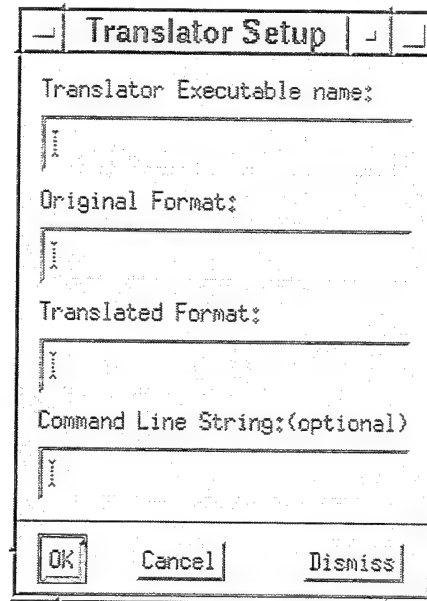 Translator Setup
Translator Executable name:
Original Format:
Translated Format:
Command Line String:(optional)
OK Cancel Dismiss